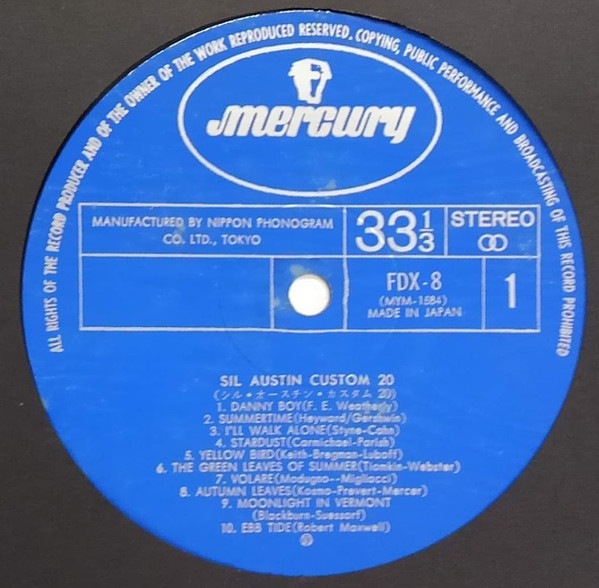 ALL RIGHTS OF THE RECORD PRODUCER AND OF THE OWNER OF THE WORK REPRODUCED RESERVED. COPYING, PUBLIC PERFORMANCE AND BROADCASTING OF THIS RECORD PROHIBITED
mercury
MANUFACTURED BY NIPPON PHONOGRAM
CO. LTD., TOKYO
33 1/3
STEREO
FDX-8
(MYM-1584)
MADE IN JAPAN
1
SIL AUSTIN CUSTOM 20
(シル・オースチン・カスタム 20)
1. DANNY BOY(F. E. Weatherly)
2. SUMMERTIME(Heyward/Gershwin)
3. I'LL WALK ALONE(Styne-Cahn)
4. STARDUST(Carmichael-Parish)
5. YELLOW BIRD(Keith-Bregman-Luboff)
6. THE GREEN LEAVES OF SUMMER(Tiomkin-Webster)
7. VOLARE(Modugno--Migliacci)
8. AUTUMN LEAVES(Kosmo-Prevert-Mercer)
9. MOONLIGHT IN VERMONT
(Blackburn-Suessarf)
10. EBB TIDE(Robert Maxwell)
Ⓟ